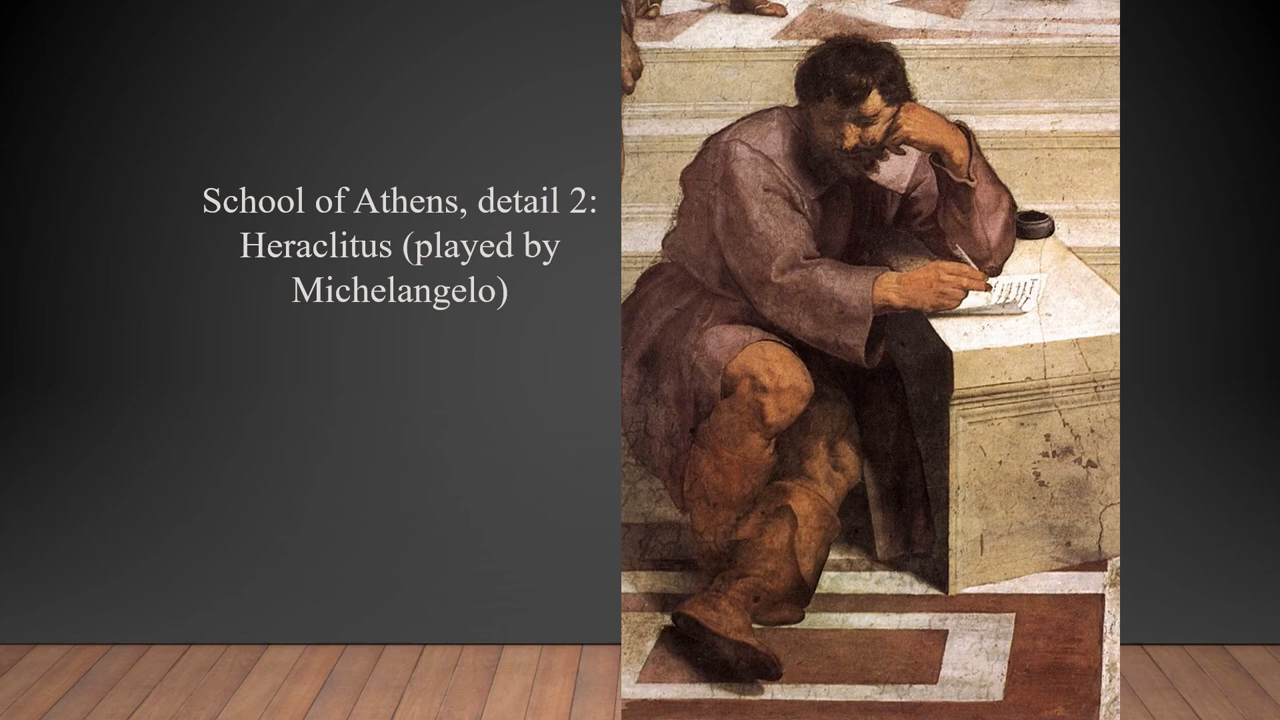 School of Athens, detail 2:
Heraclitus (played by
Michelangelo)